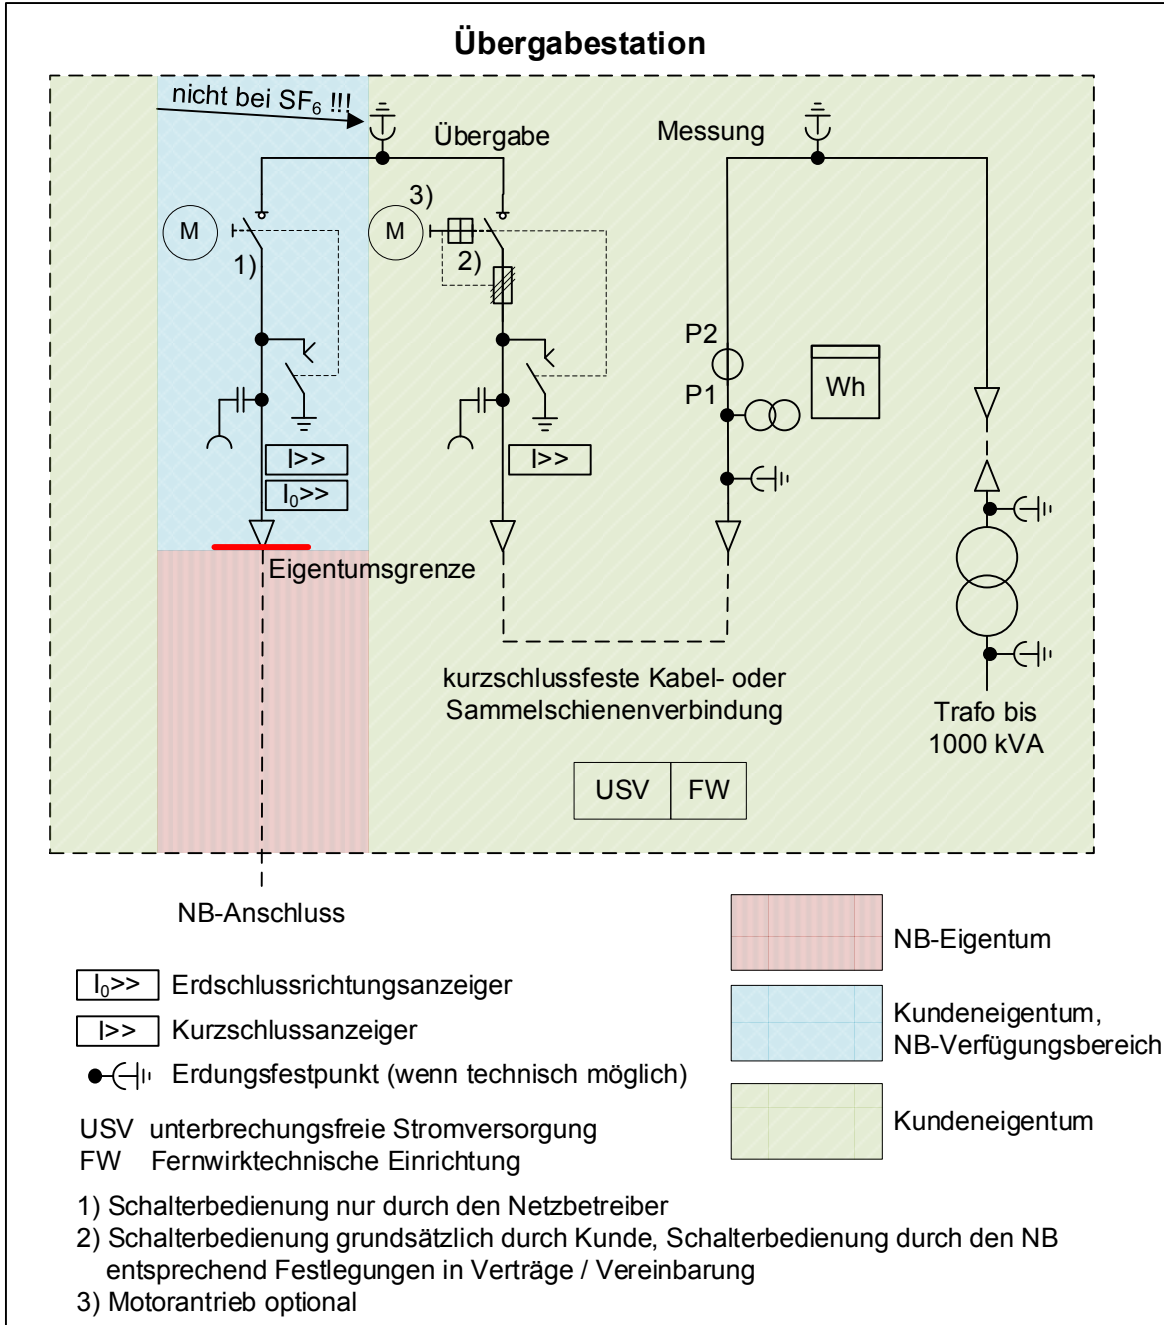 Übergabestation
nicht bei SF₆ !!!
Übergabe
Messung
3)
M
M
1)
2)
P2
P1
Wh
I>>
I₀>>
I>>
Eigentumsgrenze
kurzschlussfeste Kabel- oder
Sammelschienenverbindung
Trafo bis
1000 kVA
USV
FW
NB-Anschluss
NB-Eigentum
I₀>> Erdschlussrichtungsanzeiger
I>> Kurzschlussanzeiger
Kundeneigentum,
NB-Verfügungsbereich
Erdungsfestpunkt (wenn technisch möglich)
Kundeneigentum
USV unterbrechungsfreie Stromversorgung
FW Fernwirktechnische Einrichtung
1) Schalterbedienung nur durch den Netzbetreiber
2) Schalterbedienung grundsätzlich durch Kunde, Schalterbedienung durch den NB
entsprechend Festlegungen in Verträge / Vereinbarung
3) Motorantrieb optional